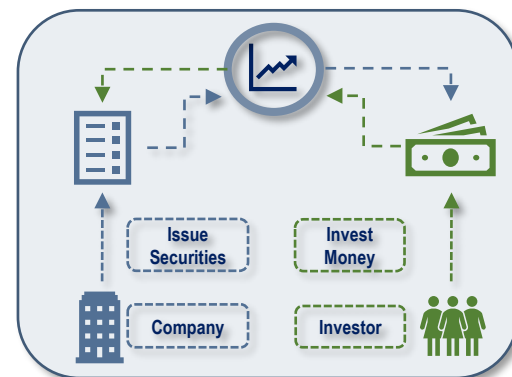 Issue
Securities
Invest
Money
Company
Investor